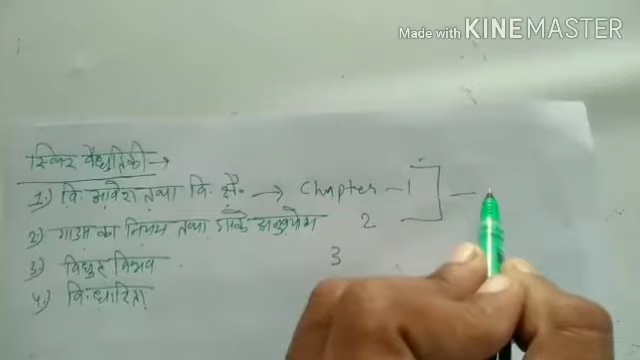 Made with KINEMASTER
स्थिर वैद्युतिकी →
1.) वि. आवेश तथा वि. क्षे० → Chapter - 1 ] —
2) गाउस का नियम तथा उसके अनुप्रयोग 2
3) विद्युत विभव 3
4.) वि. धारिता